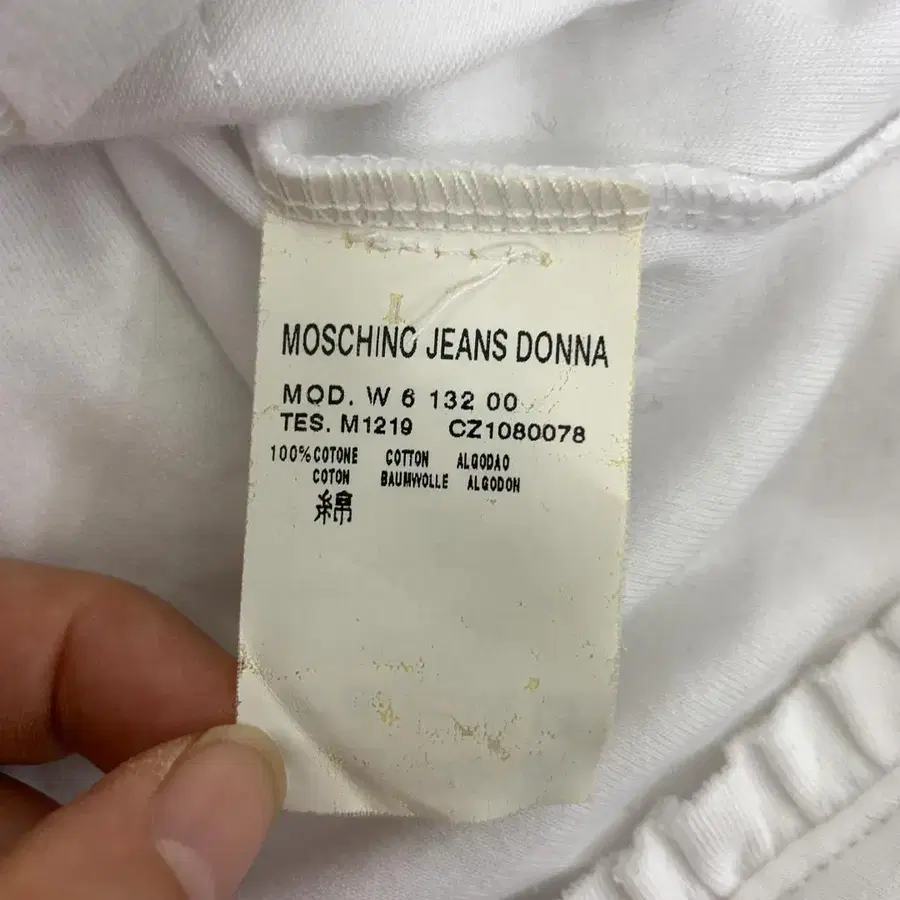 MOSCHINO JEANS DONNA
MOD. W 6 132 00
TES. M1219 CZ1080078
100%COTONE COTTON ALGODAO
COTON BAUMWOLLE ALGODON
綿